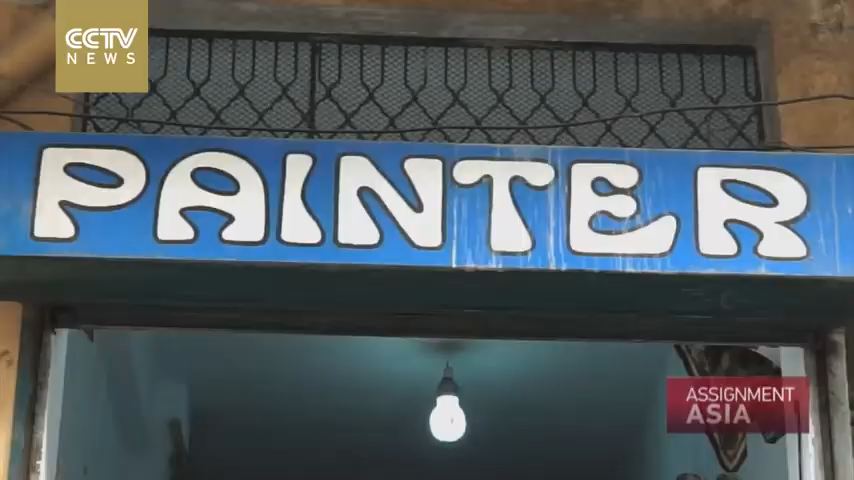 CCTV
NEWS
PAINTER
ASSIGNMENT
ASIA